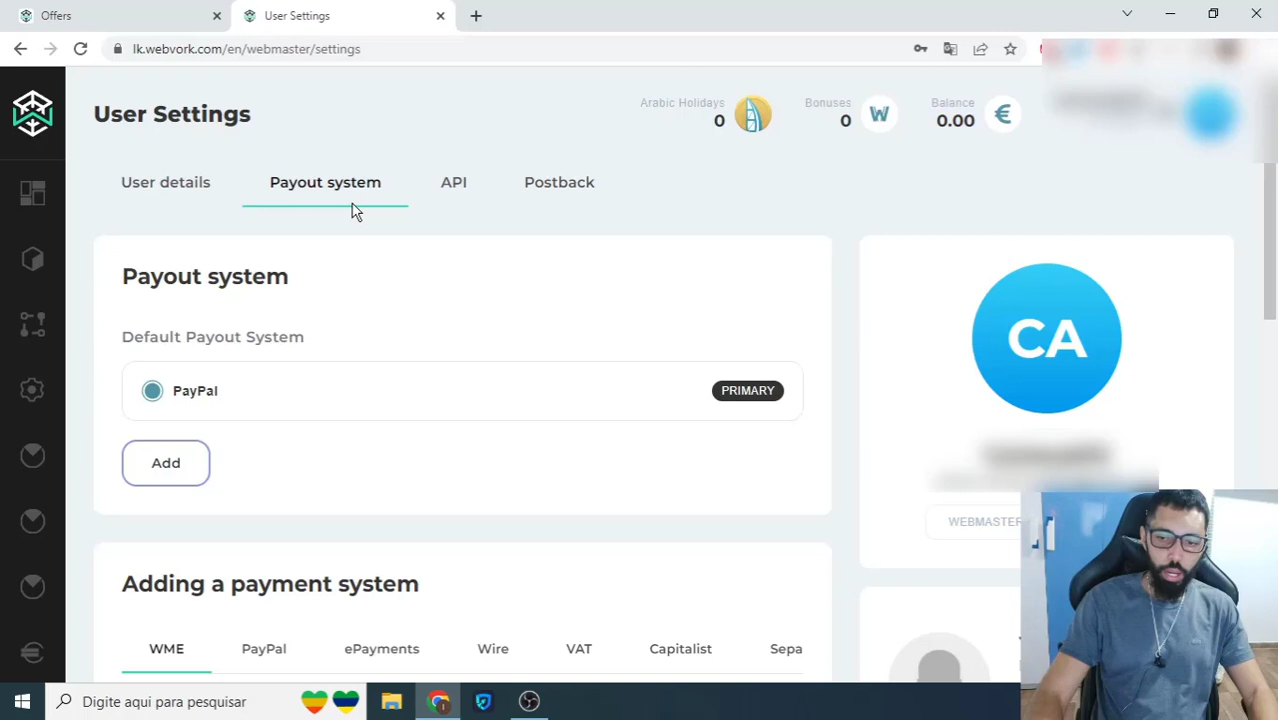 Offers
User Settings
lk.webvork.com/en/webmaster/settings
User Settings
Arabic Holidays
0
Bonuses
0
W
Balance
0.00
€
User details
Payout system
API
Postback
Payout system
Default Payout System
PayPal
PRIMARY
Add
CA
WEBMASTER
Adding a payment system
WME
PayPal
ePayments
Wire
VAT
Capitalist
Sepa
Digite aqui para pesquisar